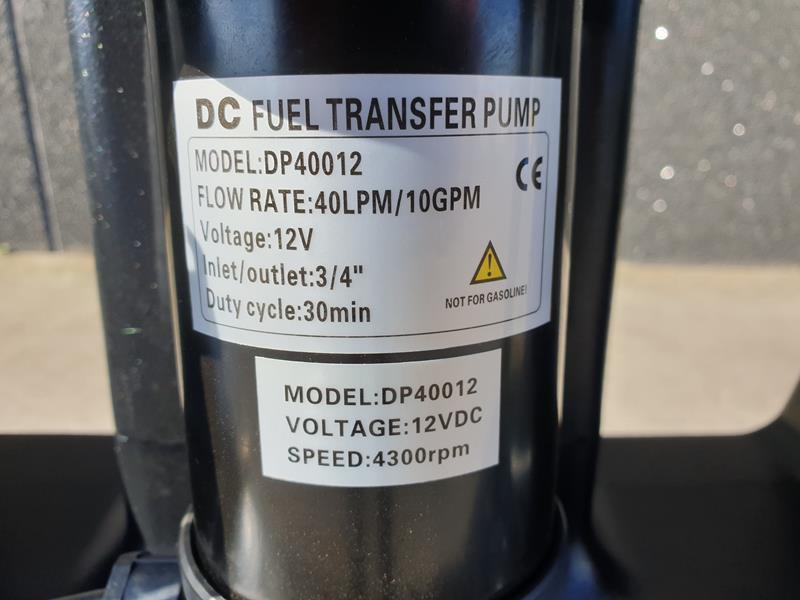 DC FUEL TRANSFER PUMP
MODEL:DP40012
CE
FLOW RATE:40LPM/10GPM
Voltage:12V
Inlet/outlet:3/4"
Duty cycle:30min
NOT FOR GASOLINE!
MODEL:DP40012
VOLTAGE:12VDC
SPEED:4300rpm